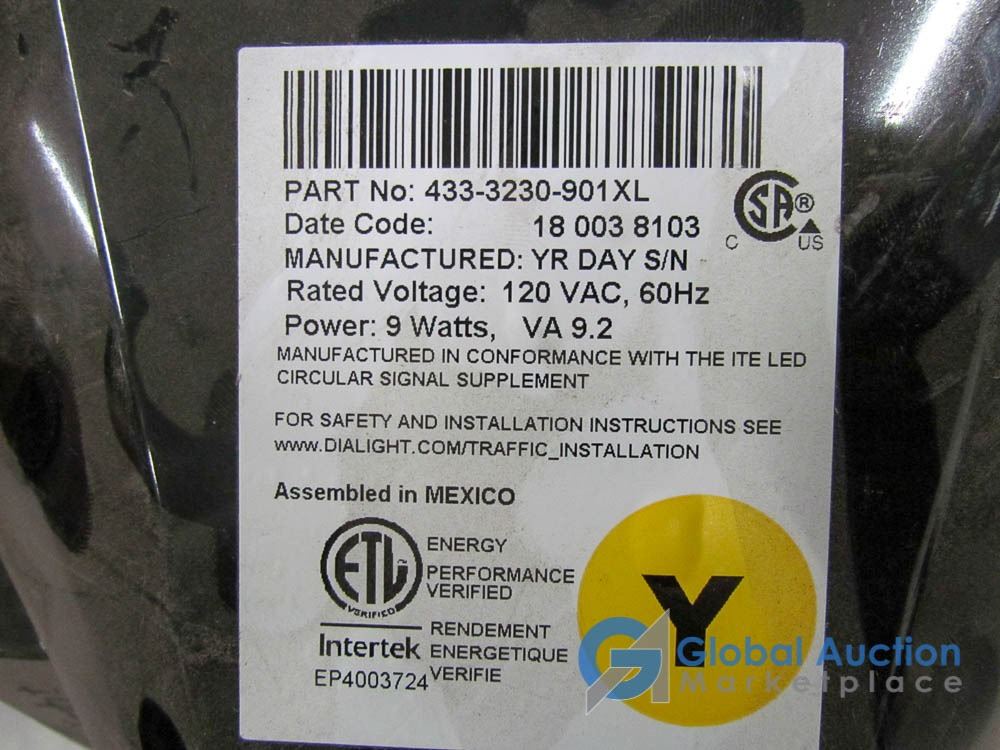 PART No: 433-3230-901XL
Date Code: 18 003 8103
MANUFACTURED: YR DAY S/N
Rated Voltage: 120 VAC, 60Hz
Power: 9 Watts, VA 9.2
MANUFACTURED IN CONFORMANCE WITH THE ITE LED
CIRCULAR SIGNAL SUPPLEMENT
FOR SAFETY AND INSTALLATION INSTRUCTIONS SEE
WWW.DIALIGHT.COM/TRAFFIC_INSTALLATION
Assembled in MEXICO
SA®
C US
ETL
VERIFIED
Intertek
EP4003724
ENERGY
PERFORMANCE
VERIFIED
RENDEMENT
ENERGETIQUE
VERIFIE
Y
Global Auction
Marketplace